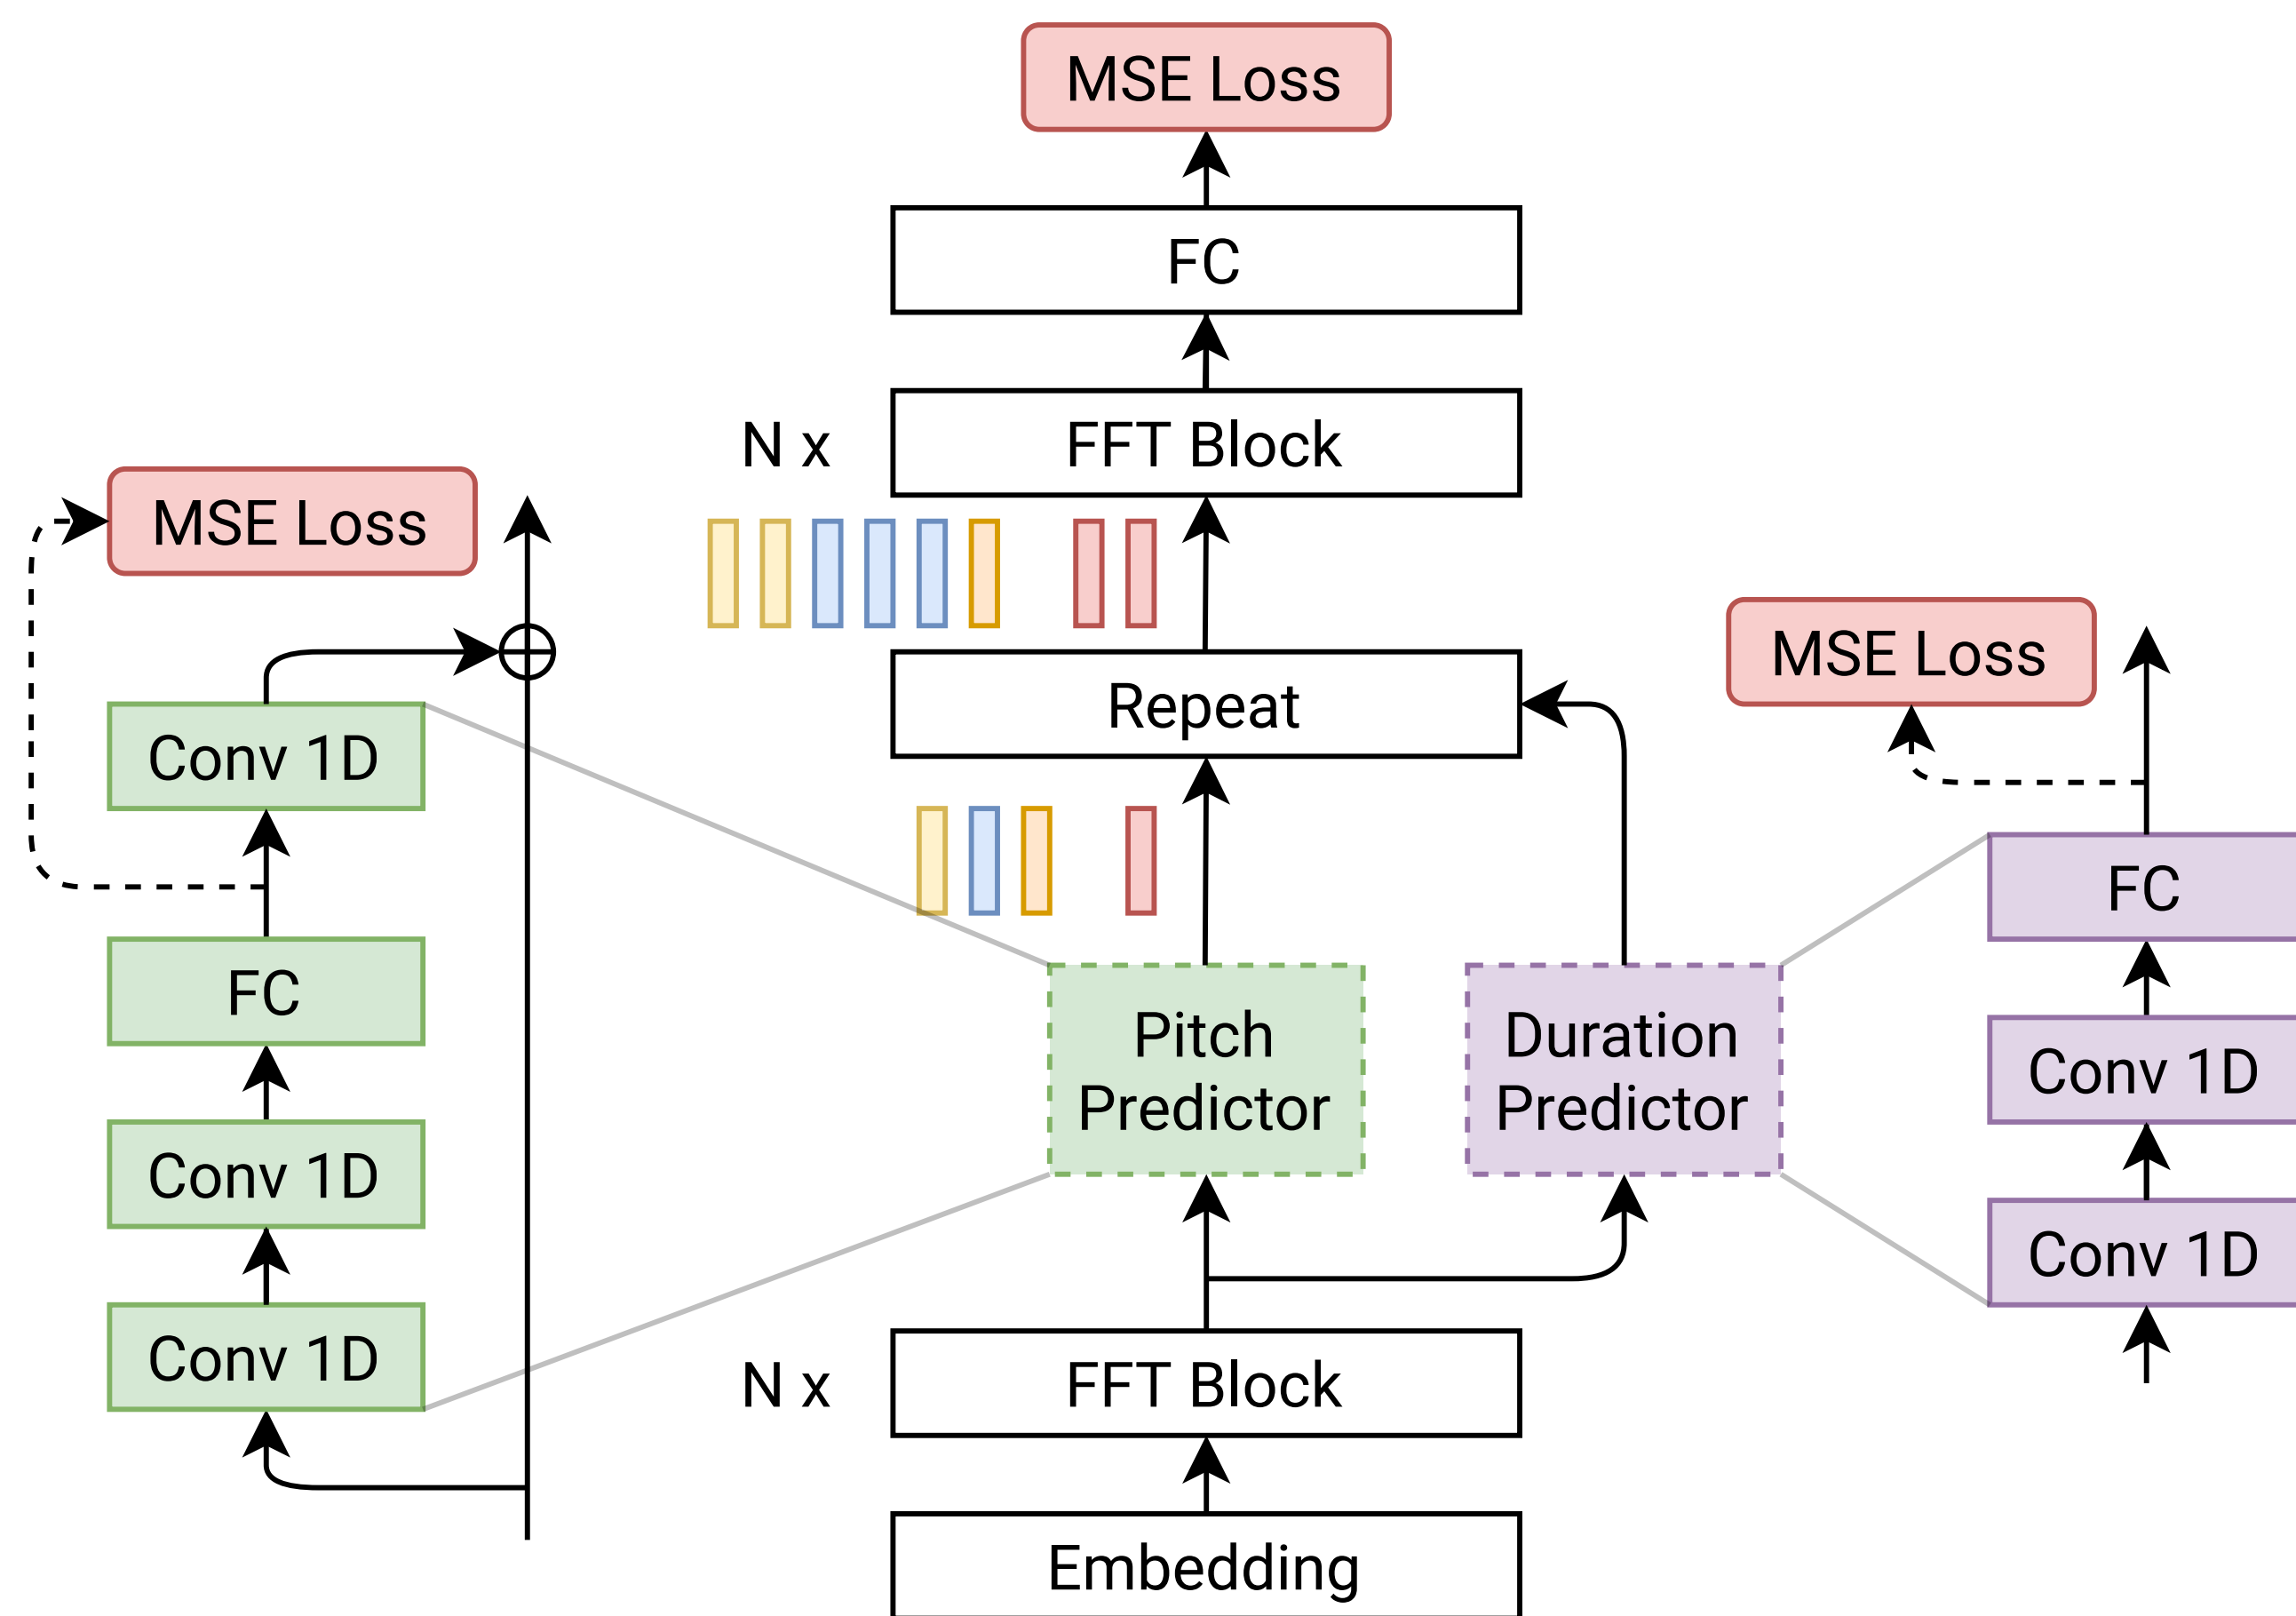 MSE Loss
FC
N x
FFT Block
MSE Loss
Repeat
MSE Loss
Conv 1D
FC
FC
Pitch
Predictor
Duration
Predictor
Conv 1D
Conv 1D
Conv 1D
Conv 1D
N x
FFT Block
Embedding